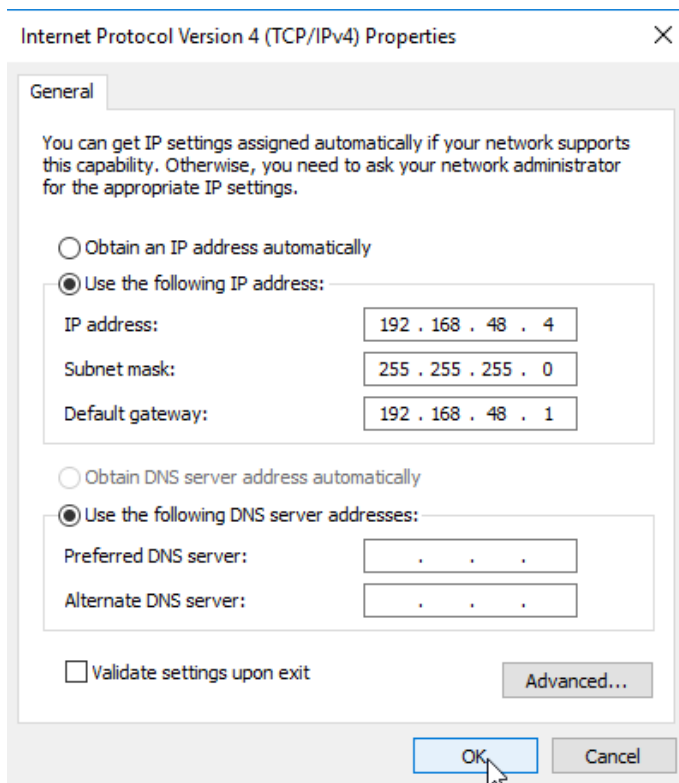 Internet Protocol Version 4 (TCP/IPv4) Properties
General
You can get IP settings assigned automatically if your network supports
this capability. Otherwise, you need to ask your network administrator
for the appropriate IP settings.
Obtain an IP address automatically
Use the following IP address:
IP address: 192 . 168 . 48 . 4
Subnet mask: 255 . 255 . 255 . 0
Default gateway: 192 . 168 . 48 . 1
Obtain DNS server address automatically
Use the following DNS server addresses:
Preferred DNS server: . . .
Alternate DNS server: . . .
Validate settings upon exit
Advanced...
OK Cancel